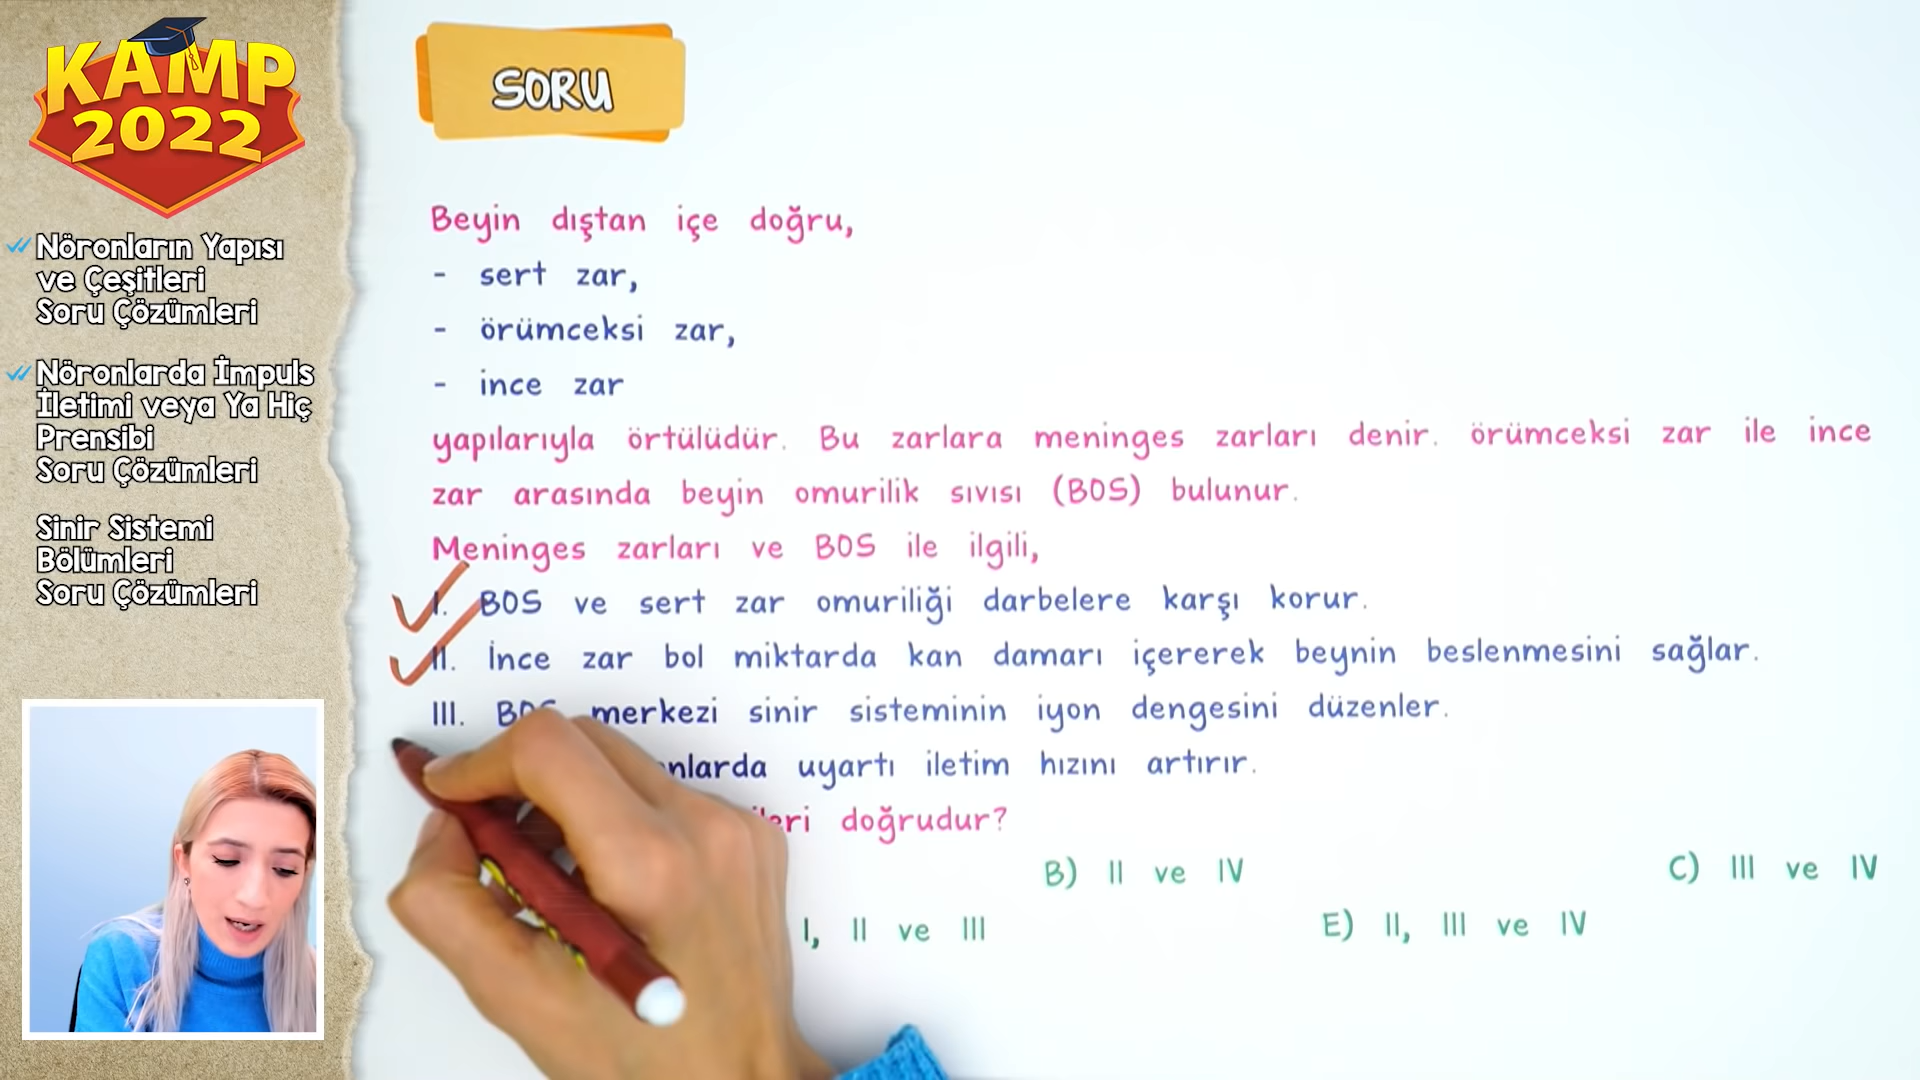 KAMP
2022
Nöronların Yapısı
ve Çeşitleri
Soru Çözümleri
Nöronlarda İmpuls
İletimi veya Ya Hiç
Prensibi
Soru Çözümleri
Sinir Sistemi
Bölümleri
Soru Çözümleri
SORU
Beyin dıştan içe doğru,
- sert zar,
- örümceksi zar,
- ince zar
yapılarıyla örtülüdür. Bu zarlara meninges zarları denir. örümceksi zar ile ince
zar arasında beyin omurilik sıvısı (BOS) bulunur.
Meninges zarları ve BOS ile ilgili,
I. BOS ve sert zar omuriliği darbelere karşı korur.
II. İnce zar bol miktarda kan damarı içererek beynin beslenmesini sağlar.
III. BOS merkezi sinir sisteminin iyon dengesini düzenler.
uyartı iletim hızını artırır.
doğrudur?
B) II ve IV
C) III ve IV
I, II ve III
E) II, III ve IV